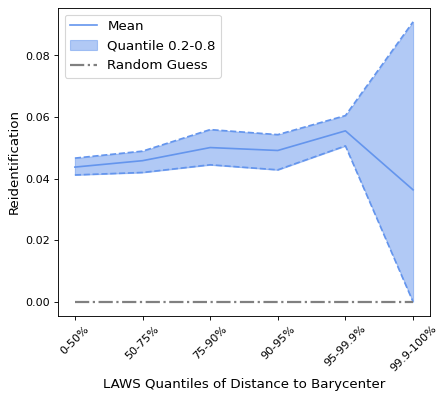 Mean
Quantile 0.2-0.8
Random Guess
Reidentification
0.08
0.06
0.04
0.02
0.00
0-50%
50-75%
75-90%
90-95%
95-99.9%
99.9-100%
LAWS Quantiles of Distance to Barycenter